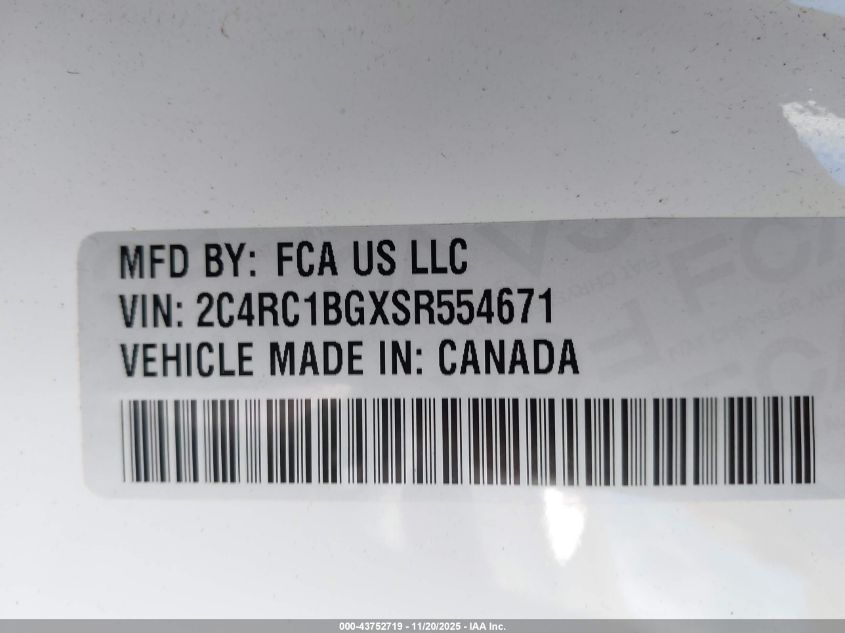 MFD BY: FCA US LLC
VIN: 2C4RC1BGXSR554671
VEHICLE MADE IN: CANADA
000-43752719 - 11/20/2025 - IAA Inc.